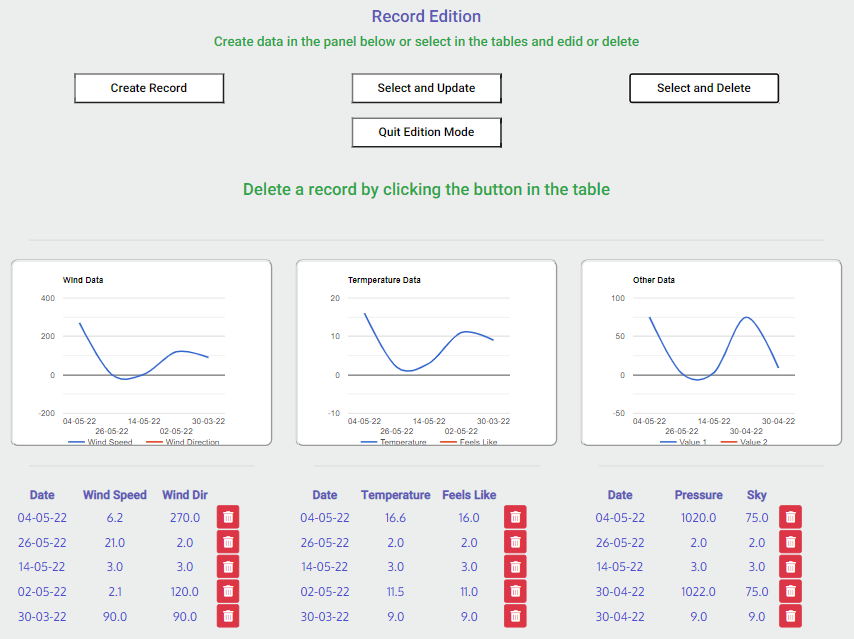 Record Edition
Create data in the panel below or select in the tables and edid or delete
Create Record Select and Update Select and Delete
Quit Edition Mode
Delete a record by clicking the button in the table
Wind Data
400
200
0
-200
04-05-22 14-05-22 30-03-22
26-05-22 02-05-22
Wind Speed Wind Direction
Termperature Data
20
10
0
-10
04-05-22 14-05-22 30-03-22
26-05-22 02-05-22
Temperature Feels Like
Other Data
100
50
0
-50
04-05-22 14-05-22 30-04-22
26-05-22 30-04-22
Value 1 Value 2
Date Wind Speed Wind Dir
04-05-22 6.2 270.0
26-05-22 21.0 2.0
14-05-22 3.0 3.0
02-05-22 2.1 120.0
30-03-22 90.0 90.0
Date Temperature Feels Like
04-05-22 16.6 16.0
26-05-22 2.0 2.0
14-05-22 3.0 3.0
02-05-22 11.5 11.0
30-03-22 9.0 9.0
Date Pressure Sky
04-05-22 1020.0 75.0
26-05-22 2.0 2.0
14-05-22 3.0 3.0
30-04-22 1022.0 75.0
30-04-22 9.0 9.0